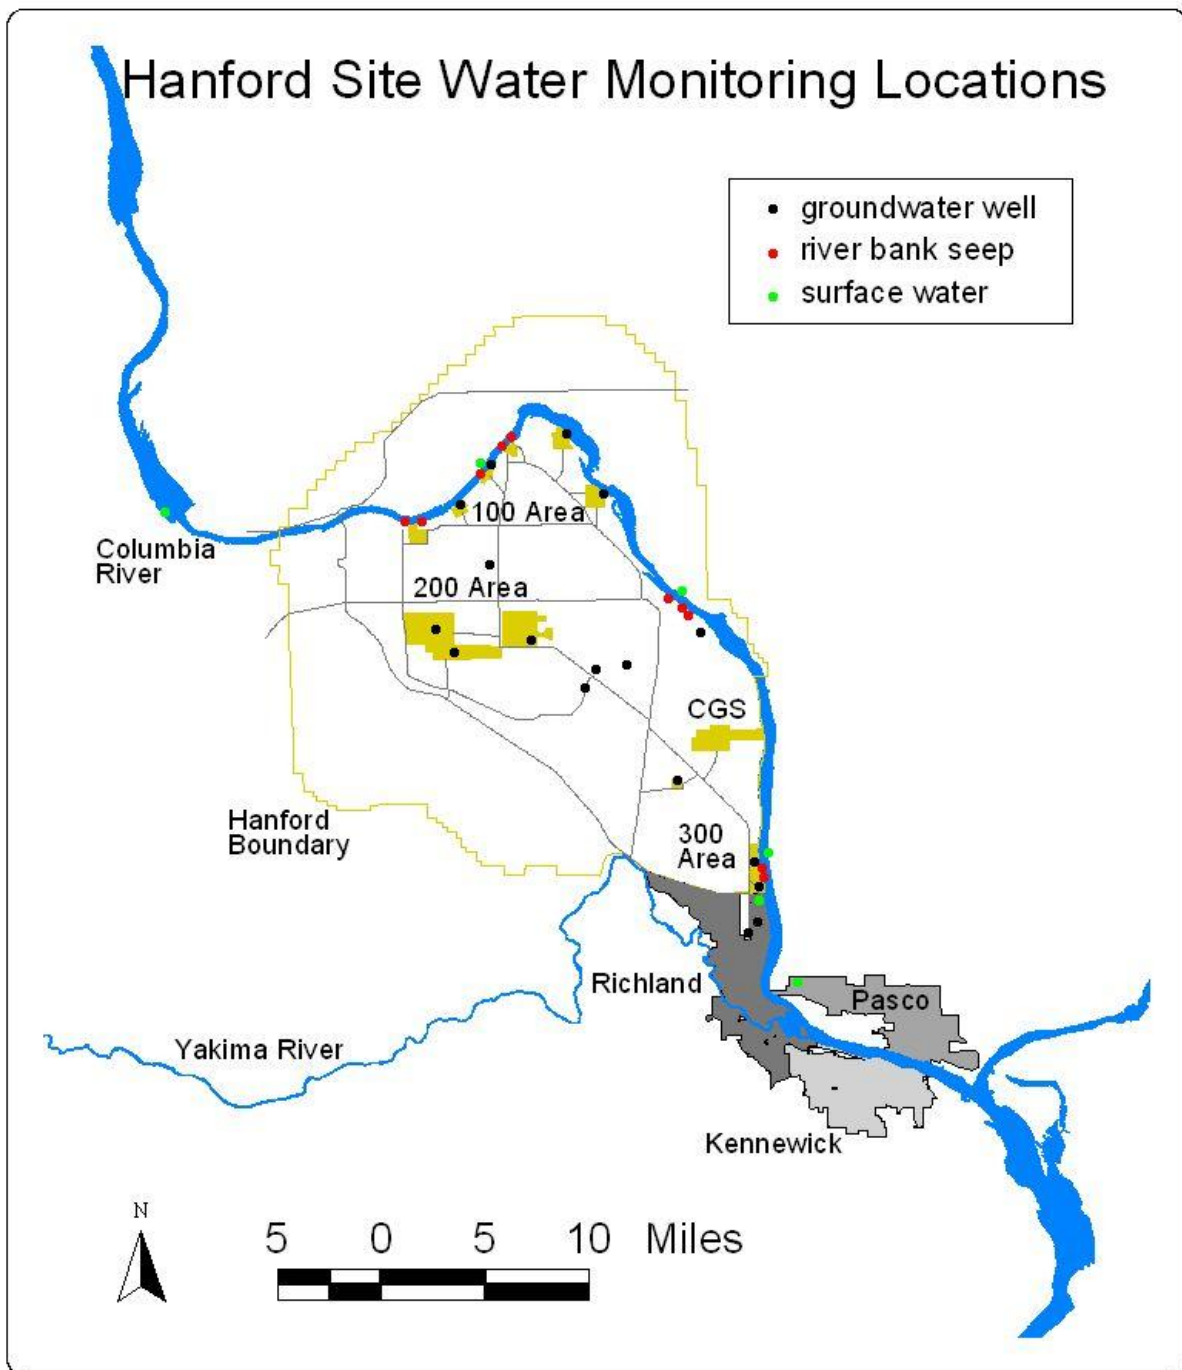 Hanford Site Water Monitoring Locations
groundwater well
river bank seep
surface water
100 Area
Columbia
River
200 Area
CGS
Hanford
Boundary
300
Area
Richland
Pasco
Yakima River
Kennewick
N
5 0 5 10 Miles